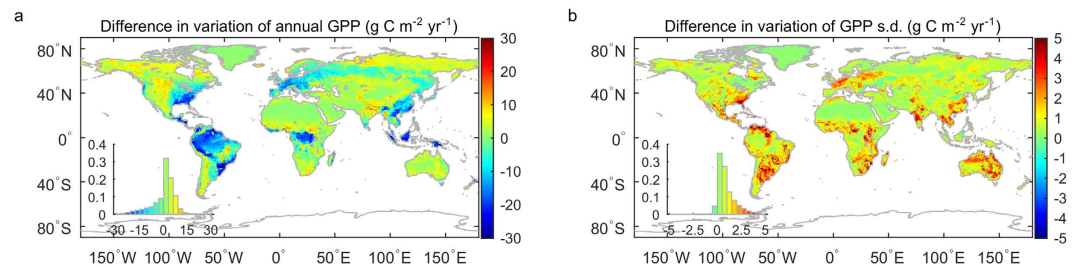 a
Difference in variation of annual GPP (g C m⁻² yr⁻¹)
80°N
40°N
0°
40°S
80°S
150°W 100°W 50°W 0° 50°E 100°E 150°E
0.4
0.3
0.2
0.1
0
-30 -15 0 15 30
30
20
10
0
-10
-20
-30
b
Difference in variation of GPP s.d. (g C m⁻² yr⁻¹)
80°N
40°N
0°
40°S
80°S
150°W 100°W 50°W 0° 50°E 100°E 150°E
0.4
0.3
0.2
0.1
0
-5 -2.5 0 2.5 5
5
4
3
2
1
0
-1
-2
-3
-4
-5